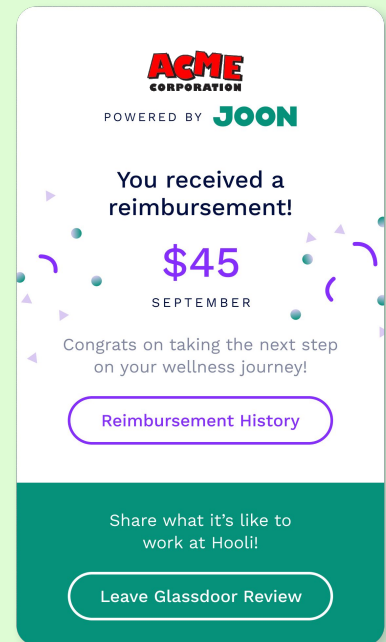 ACME
CORPORATION
POWERED BY JOON
You received a
reimbursement!
$45
SEPTEMBER
Congrats on taking the next step
on your wellness journey!
Reimbursement History
Share what it’s like to
work at Hooli!
Leave Glassdoor Review